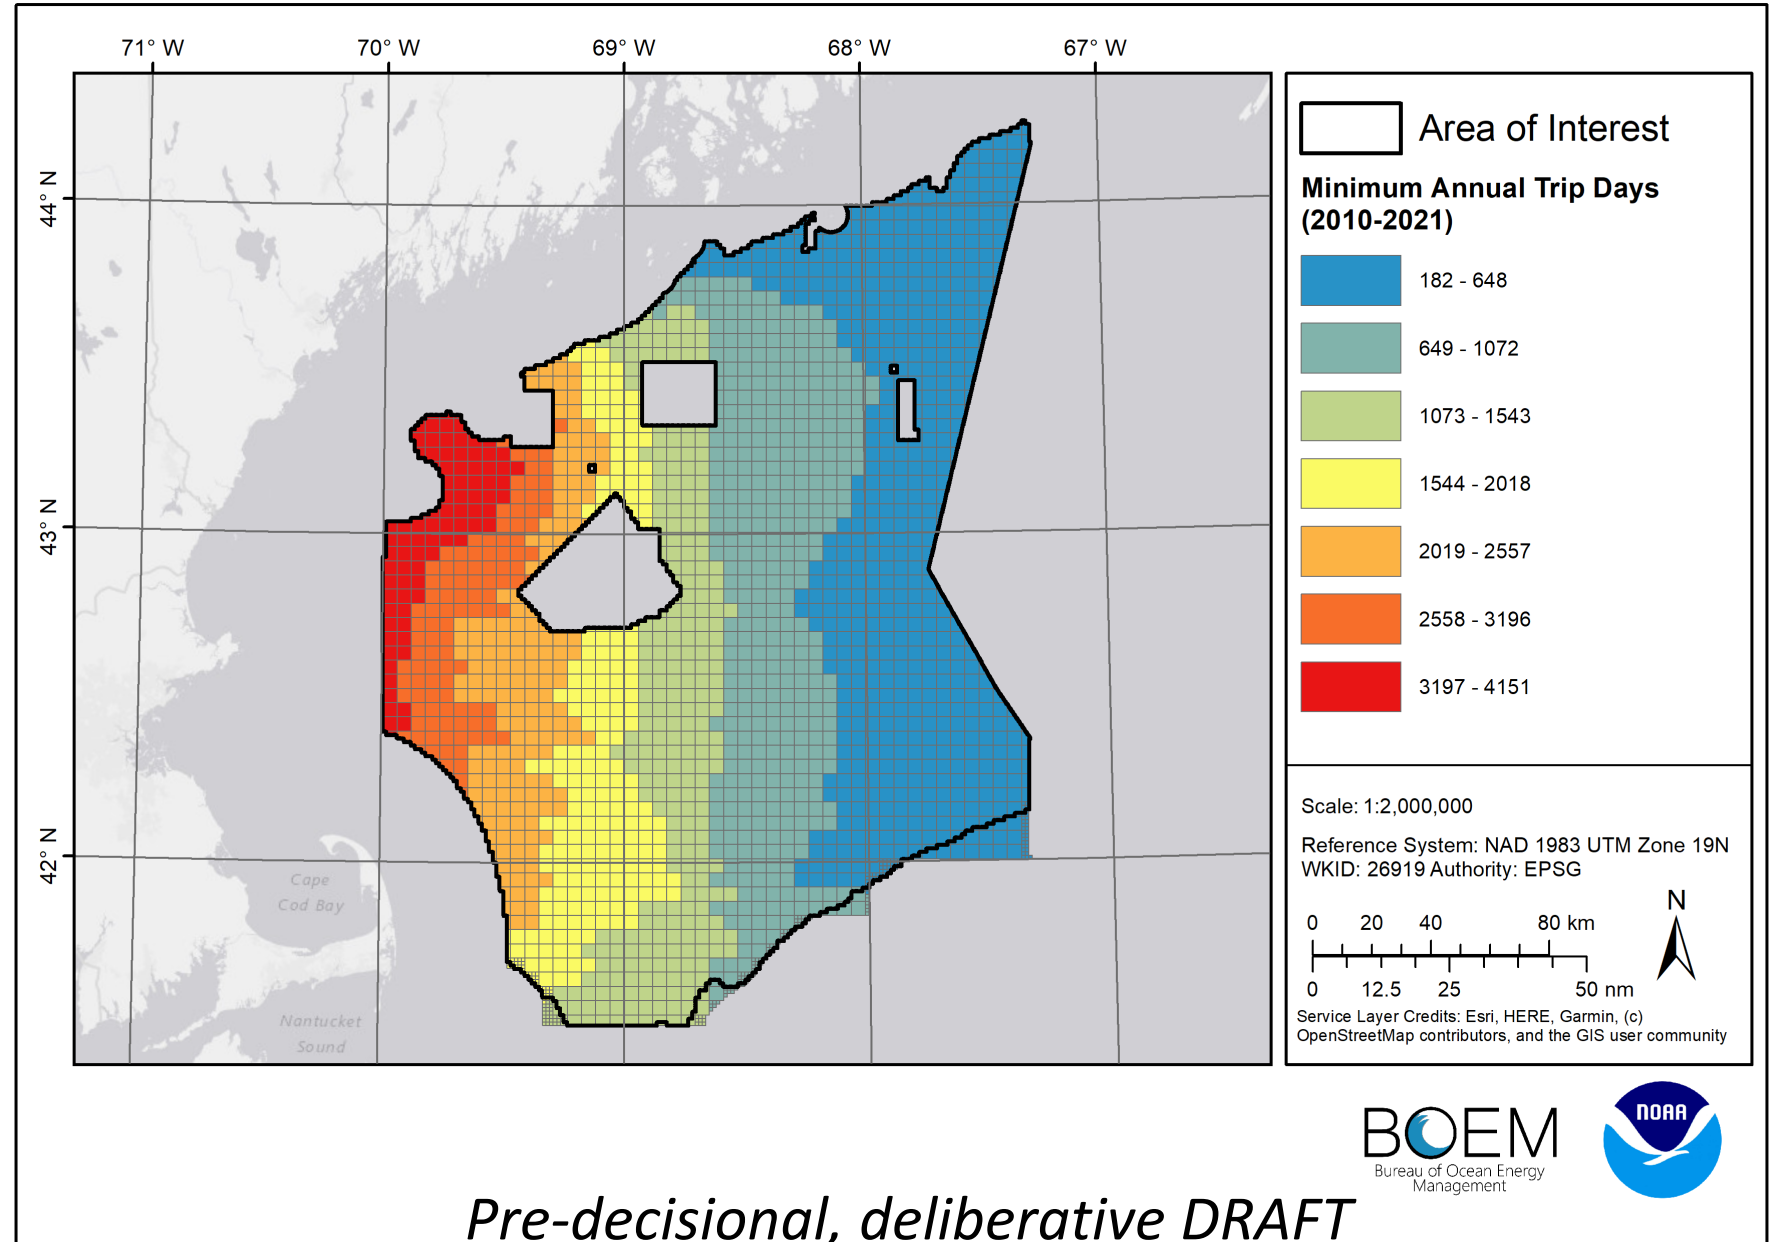 71° W
70° W
69° W
68° W
67° W
44° N
43° N
42° N
Cape
Cod Bay
Nantucket
Sound
Area of Interest
Minimum Annual Trip Days
(2010-2021)
182 - 648
649 - 1072
1073 - 1543
1544 - 2018
2019 - 2557
2558 - 3196
3197 - 4151
Scale: 1:2,000,000
Reference System: NAD 1983 UTM Zone 19N
WKID: 26919 Authority: EPSG
N
0 20 40 80 km
0 12.5 25 50 nm
Service Layer Credits: Esri, HERE, Garmin, (c)
OpenStreetMap contributors, and the GIS user community
BOEM
Bureau of Ocean Energy
Management
NOAA
Pre-decisional, deliberative DRAFT